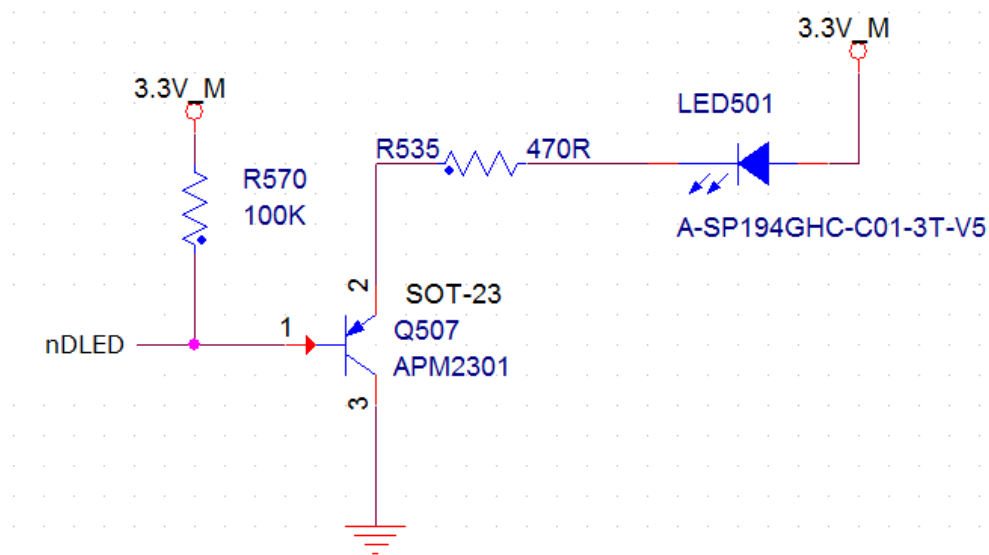 3.3V_M
3.3V_M
LED501
R535
470R
R570
100K
A-SP194GHC-C01-3T-V5
2
SOT-23
1
Q507
nDLED
APM2301
3